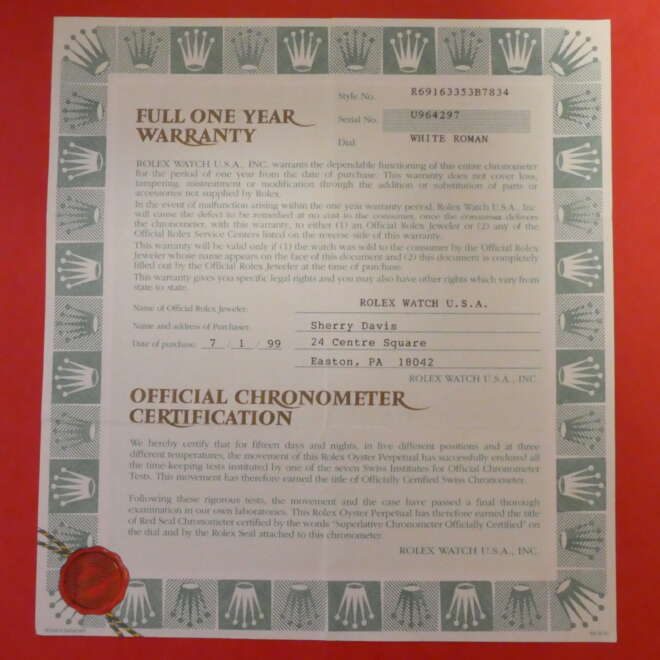 Style No. R69163353B7834
FULL ONE YEAR
Serial No. U964297
WARRANTY
Dial WHITE ROMAN
ROLEX WATCH U.S.A., INC. warrants the dependable functioning of this entire chronometer
for the period of one year from the date of purchase. This warranty does not cover loss,
tampering, mistreatment or modification through the addition or substitution of parts or
accessories not supplied by Rolex.
In the event of malfunction arising within the one year warranty period, Rolex Watch U.S.A., Inc.
will cause the defect to be remedied at no cost to the consumer, once the consumer delivers
the chronometer, with this warranty, to either (1) an Official Rolex Jeweler or (2) any of the
Official Rolex Service Centers listed on the reverse side of this warranty.
This warranty will be valid only if (1) the watch was sold to the consumer by the Official Rolex
Jeweler whose name appears on the face of this document and (2) this document is completely
filled out by the Official Rolex Jeweler at the time of purchase.
This warranty gives you specific legal rights and you may also have other rights which vary from
state to state.
Name of Official Rolex Jeweler: ROLEX WATCH U.S.A.
Name and address of Purchaser: Sherry Davis
Date of purchase: 7 / 1 / 99 24 Centre Square
Easton, PA 18042
ROLEX WATCH U.S.A., INC.
OFFICIAL CHRONOMETER
CERTIFICATION
We hereby certify that for fifteen days and nights, in five different positions and at three
different temperatures, the movement of this Rolex Oyster Perpetual has successfully endured all
the time-keeping tests instituted by one of the seven Swiss Institutes for Official Chronometer
Tests. This movement has therefore earned the title of Officially Certified Swiss Chronometer.
Following these rigorous tests, the movement and the case have passed a final thorough
examination in our own laboratories. This Rolex Oyster Perpetual has therefore earned the title
of Red Seal Chronometer certified by the words "Superlative Chronometer Officially Certified" on
the dial and by the Rolex Seal attached to this chronometer.
ROLEX WATCH U.S.A., INC.